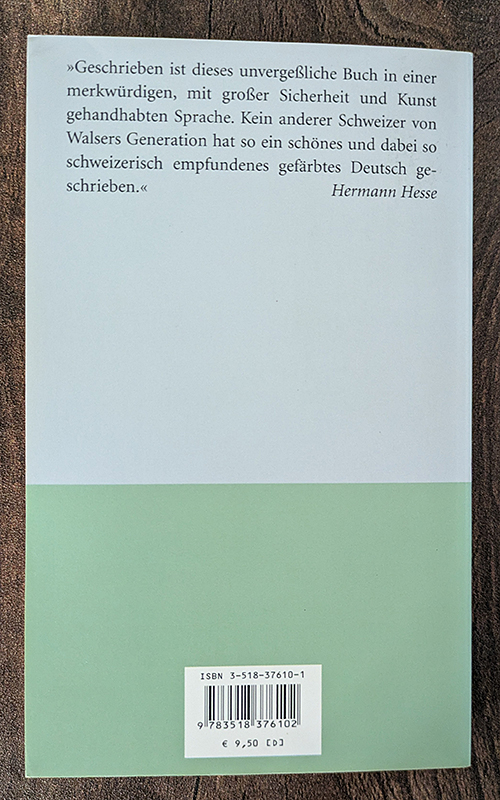 »Geschrieben ist dieses unvergeßliche Buch in einer
merkwürdigen, mit großer Sicherheit und Kunst
gehandhabten Sprache. Kein anderer Schweizer von
Walsers Generation hat so ein schönes und dabei so
schweizerisch empfundenes gefärbtes Deutsch ge-
schrieben.« Hermann Hesse
ISBN 3-518-37610-1
9 783518 376102
€ 9,50 [D]